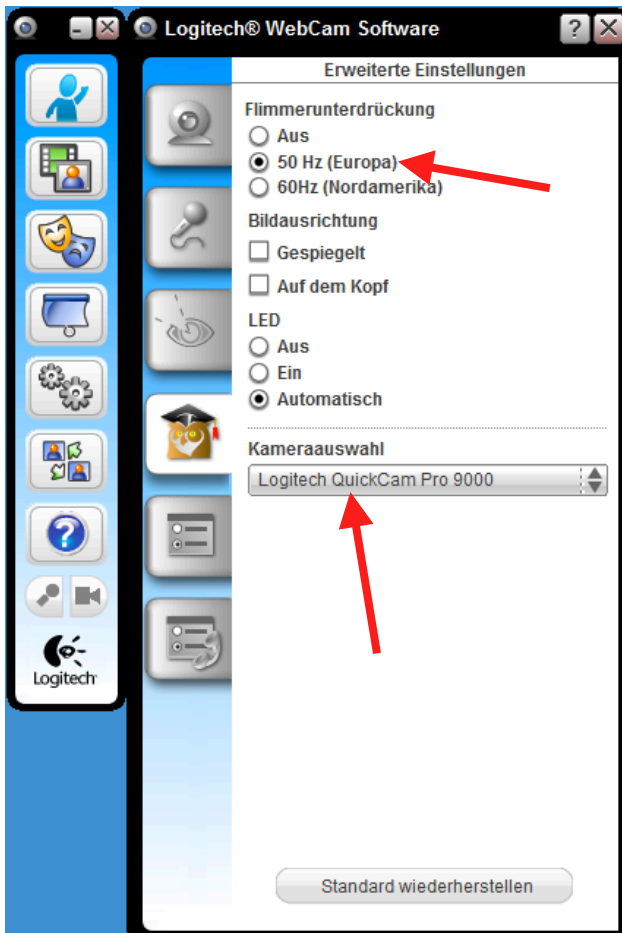 Logitech® WebCam Software
Erweiterte Einstellungen
Flimmerunterdrückung
Aus
50 Hz (Europa)
60Hz (Nordamerika)
Bildausrichtung
Gespiegelt
Auf dem Kopf
LED
Aus
Ein
Automatisch
Kameraauswahl
Logitech QuickCam Pro 9000
Logitech
Standard wiederherstellen